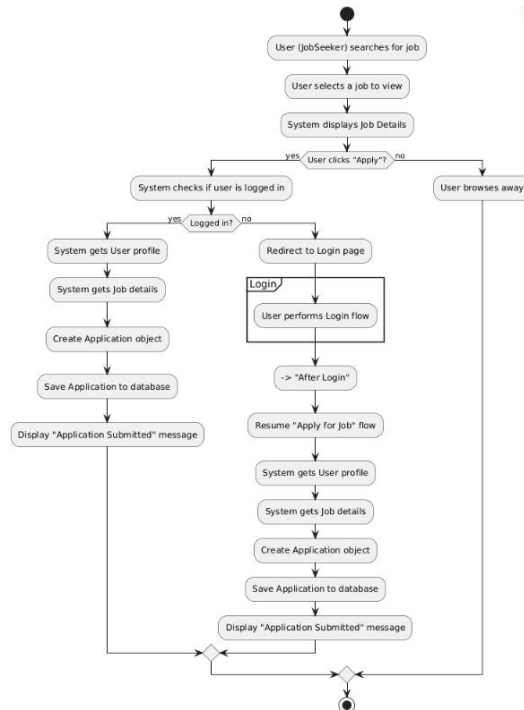 User (JobSeeker) searches for job
User selects a job to view
System displays Job Details
yes
User clicks "Apply"?
no
System checks if user is logged in
User browses away
yes
Logged in?
no
System gets User profile
Redirect to Login page
System gets Job details
Login
User performs Login flow
Create Application object
Save Application to database
-> "After Login"
Display "Application Submitted" message
Resume "Apply for Job" flow
System gets User profile
System gets Job details
Create Application object
Save Application to database
Display "Application Submitted" message